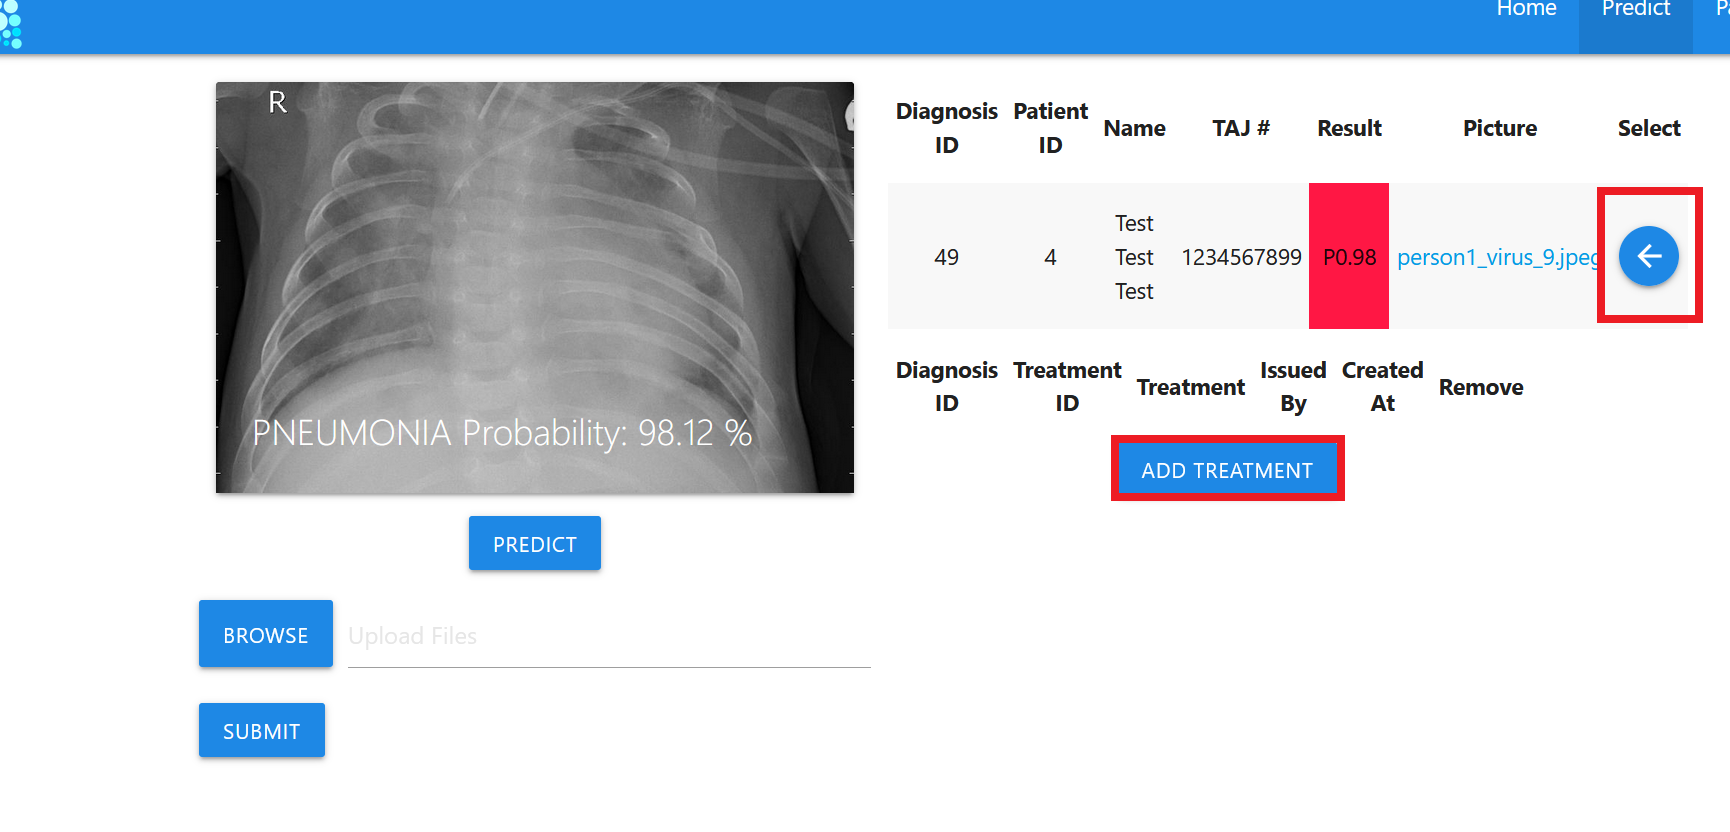 Home Predict
R
PNEUMONIA Probability: 98.12 %
PREDICT
BROWSE Upload Files
SUBMIT
Diagnosis ID Patient ID Name TAJ # Result Picture Select
49 4 Test Test Test 1234567899 P0.98 person1_virus_9.jpeg
Diagnosis ID Treatment ID Treatment Issued By Created At Remove
ADD TREATMENT